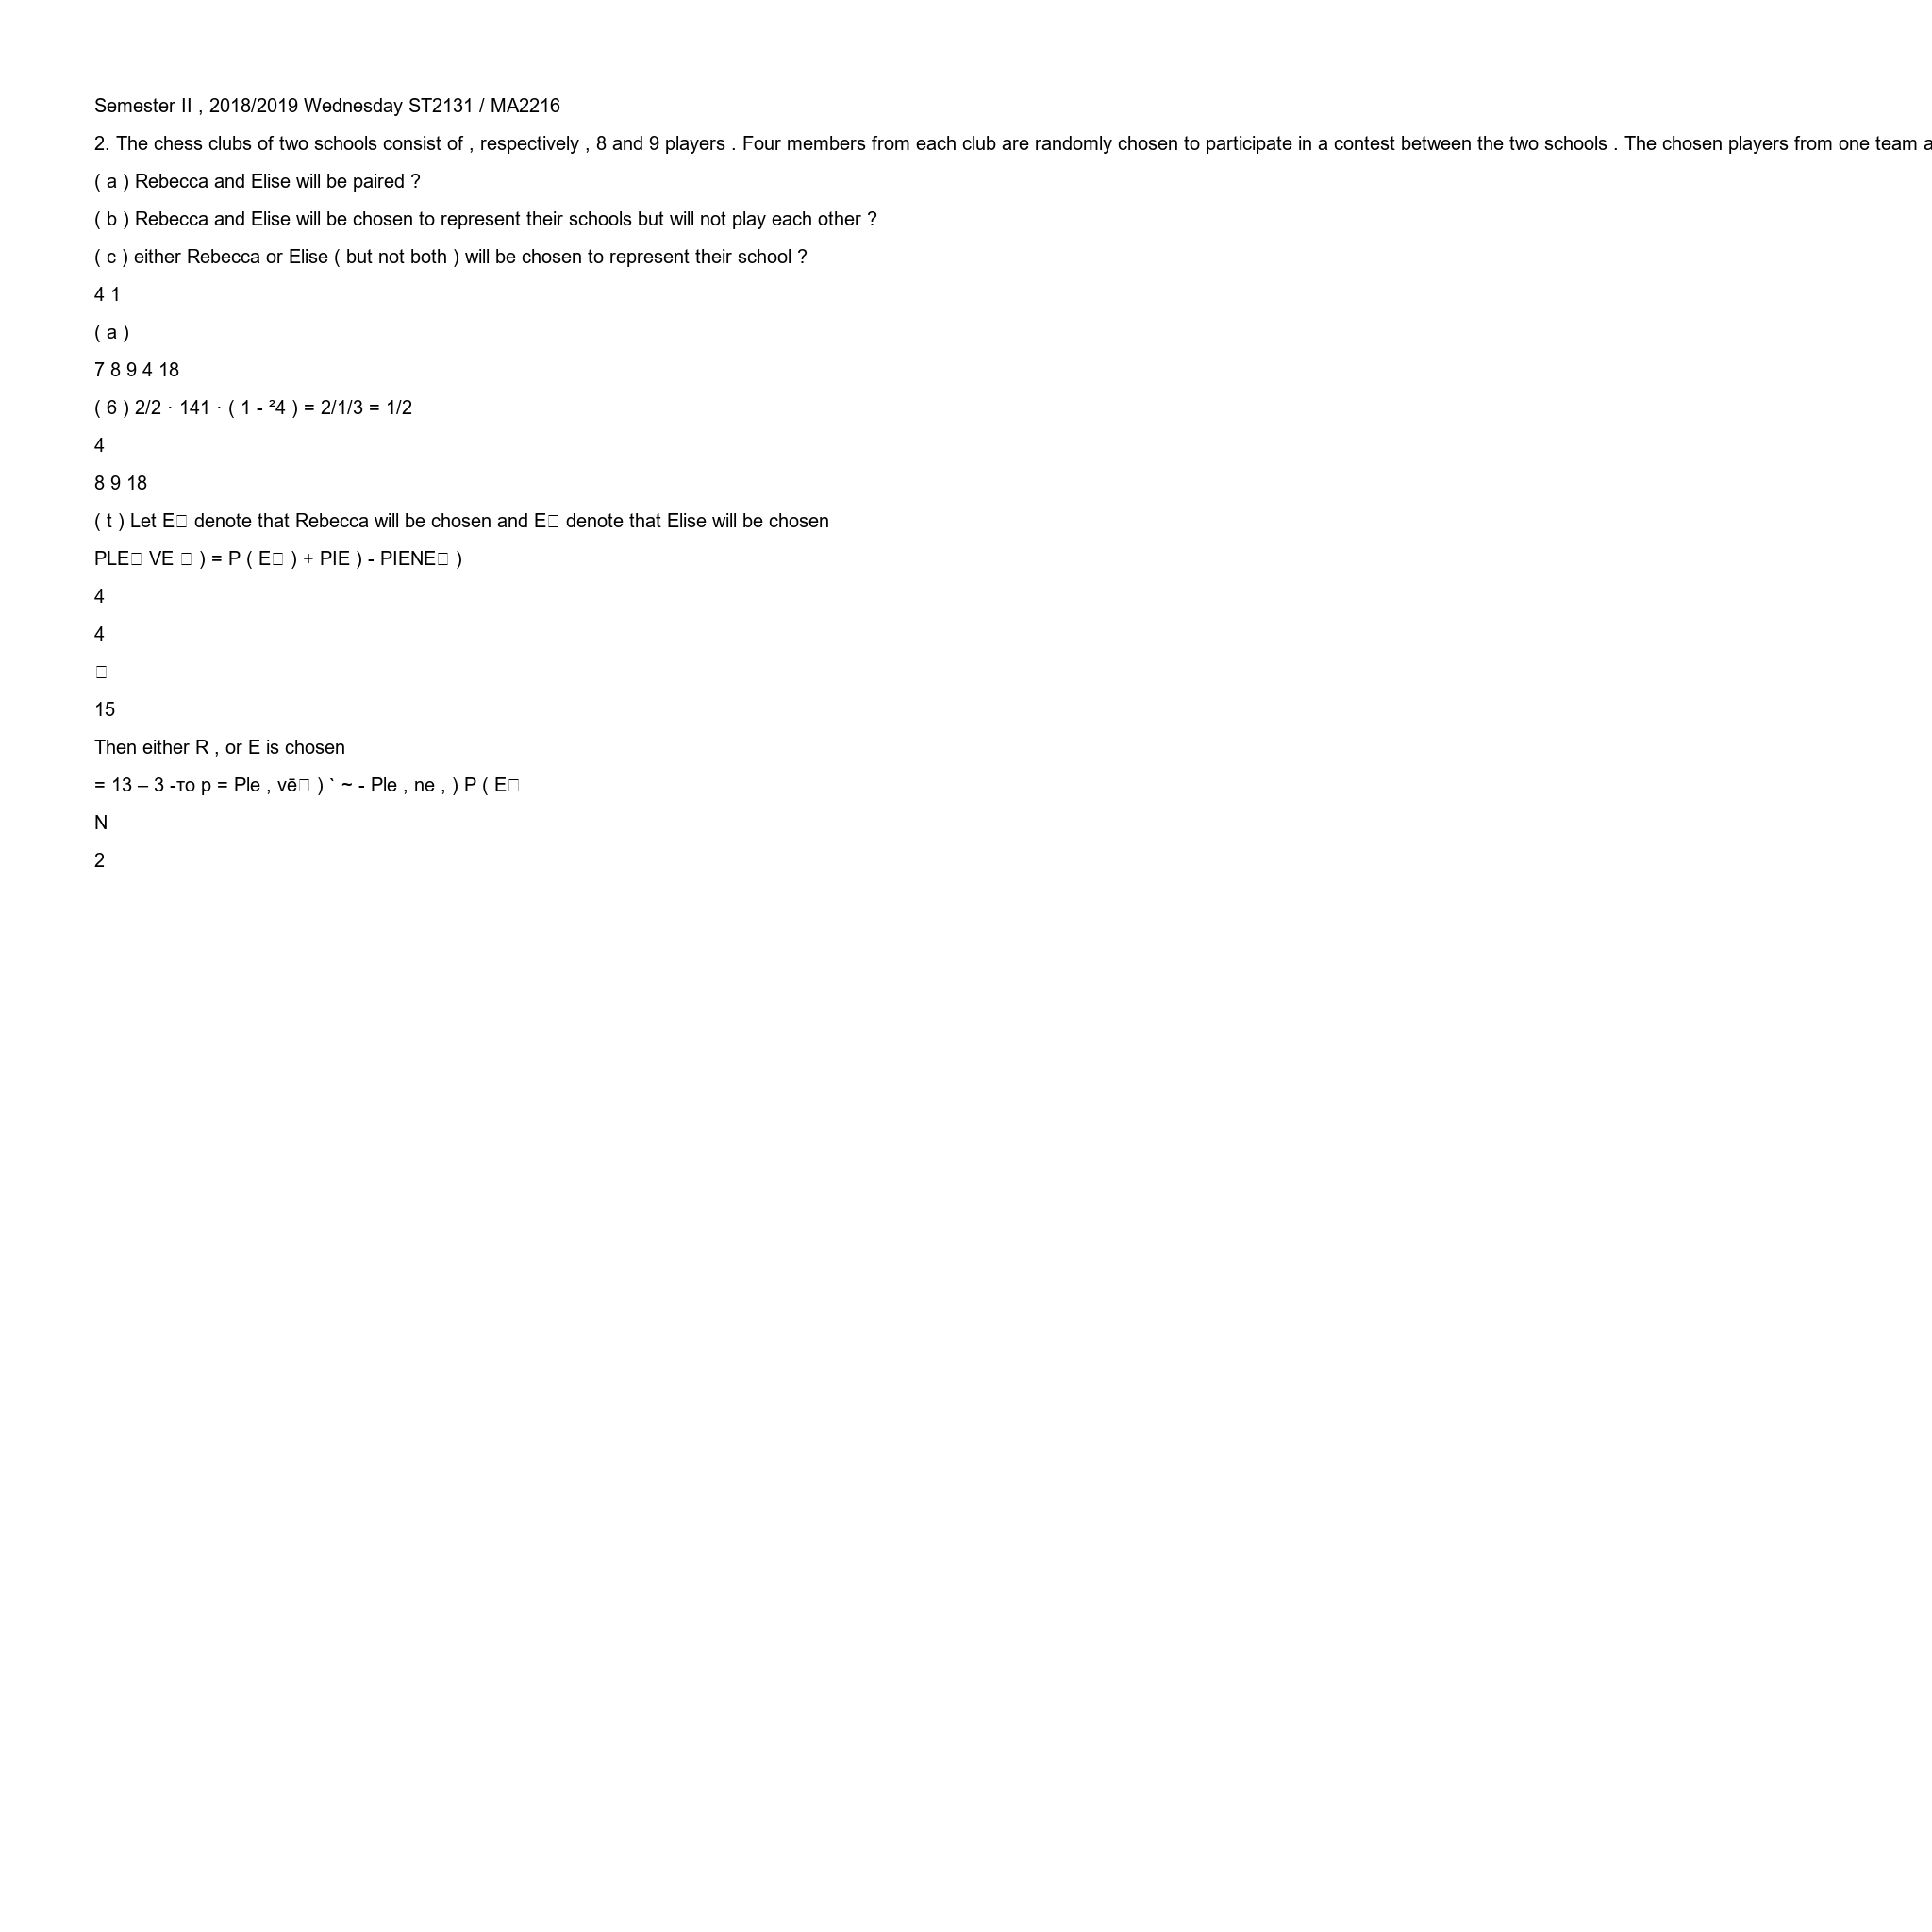 Semester II , 2018/2019 Wednesday ST2131 / MA2216
2. The chess clubs of two schools consist of , respectively , 8 and 9 players . Four members from each club are randomly chosen to participate in a contest between the two schools . The chosen players from one team a
( a ) Rebecca and Elise will be paired ?
( b ) Rebecca and Elise will be chosen to represent their schools but will not play each other ?
( c ) either Rebecca or Elise ( but not both ) will be chosen to represent their school ?
4 1
( a )
7 8 9 4 18
( 6 ) 2/2 · 141 · ( 1 - ²4 ) = 2/1/3 = 1/2
4
8 9 18
( t ) Let E□ denote that Rebecca will be chosen and E□ denote that Elise will be chosen
PLE□ VE □ ) = P ( E□ ) + PIE ) - PIENE□ )
4
4
□
15
Then either R , or E is chosen
= 13 – 3 -то p = Ple , vē□ ) ` ~ - Ple , ne , ) P ( E□
N
2